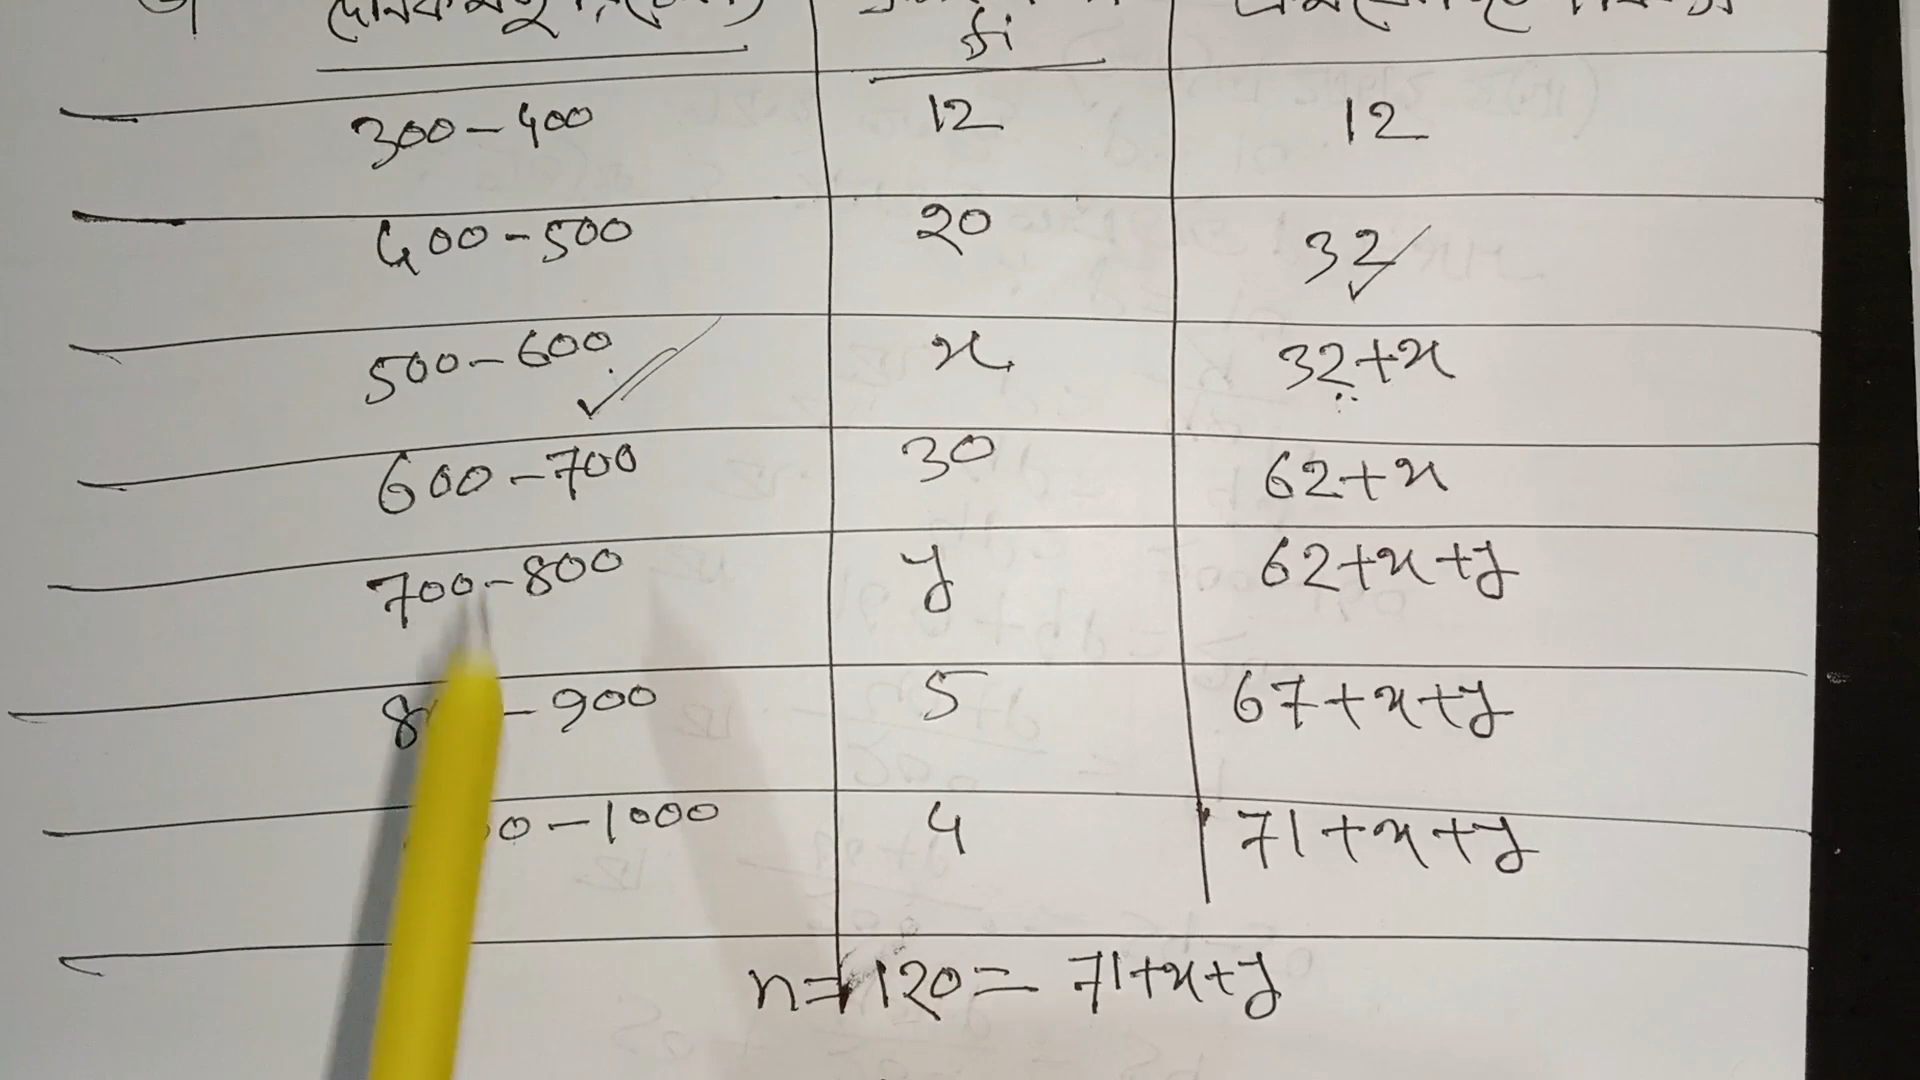 fi
300-400 12 12
400-500 20 32
500-600 x 32+x
600-700 30 62+x
700-800 y 62+x+y
-900 5 67+x+y
-1000 4 71+x+y
n=120=71+x+y